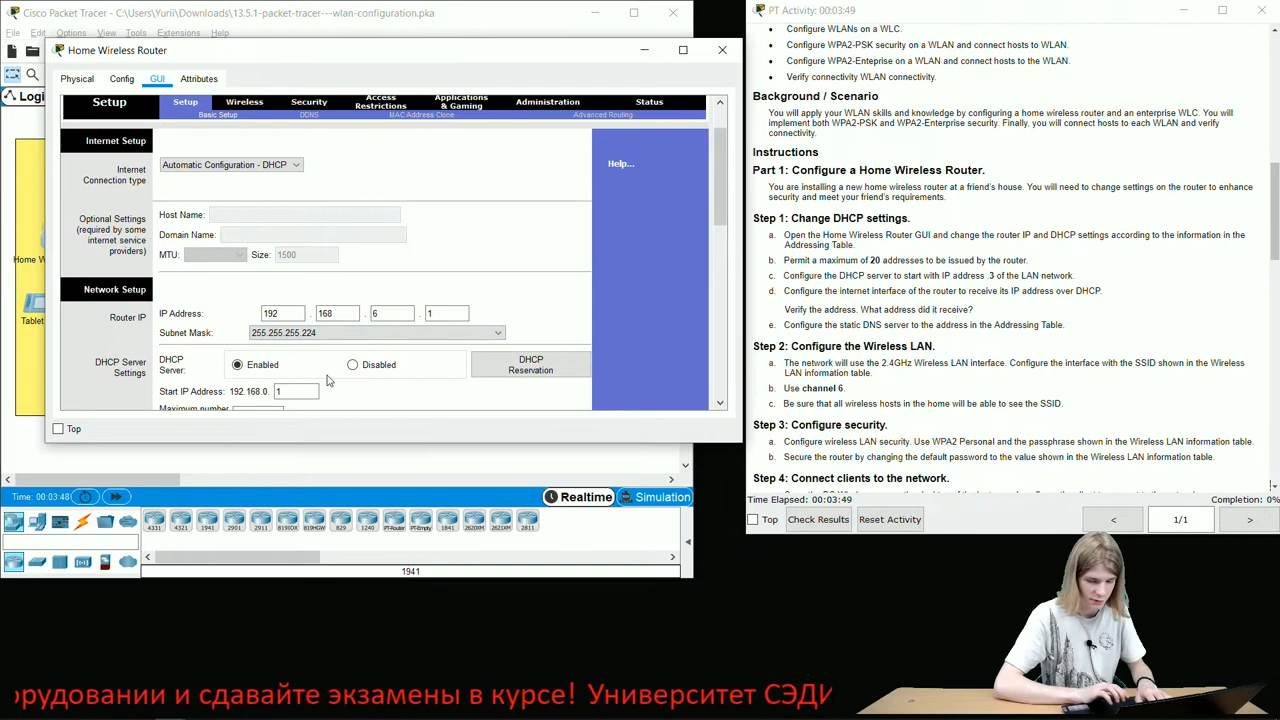 Cisco Packet Tracer - C:\Users\Yurii\Downloads\13.5.1-packet-tracer---wlan-configuration.pka
File Edit Options View Tools Extensions Window Help
Logi
Home W
Tablet
Home Wireless Router
Physical Config GUI Attributes
Setup
Setup Wireless Security Access Restrictions Applications & Gaming Administration Status
Basic Setup DDNS MAC Address Clone Advanced Routing
Internet Setup
Internet Connection type
Automatic Configuration - DHCP
Help...
Optional Settings
(required by some
internet service
providers)
Host Name:
Domain Name:
MTU: Size: 1500
Network Setup
Router IP
IP Address: 192 . 168 . 6 . 1
Subnet Mask: 255.255.255.224
DHCP Server
Settings
DHCP
Server:
Enabled Disabled
DHCP
Reservation
Start IP Address: 192.168.0. 1
Maximum number
Top
Time: 00:03:48
Realtime Simulation
4331 4321 1941 2901 2911 819IOX 819HGW 829 1240 PT-Router PT-Empty 1841 2620XM 2621XM 2811
1941
PT Activity: 00:03:49
• Configure WLANs on a WLC.
• Configure WPA2-PSK security on a WLAN and connect hosts to WLAN.
• Configure WPA2-Enteprise on a WLAN and connect hosts to the WLAN.
• Verify connectivity WLAN connectivity.
Background / Scenario
You will apply your WLAN skills and knowledge by configuring a home wireless router and an enterprise WLC. You will
implement both WPA2-PSK and WPA2-Enterprise security. Finally, you will connect hosts to each WLAN and verify
connectivity.
Instructions
Part 1: Configure a Home Wireless Router.
You are installing a new home wireless router at a friend's house. You will need to change settings on the router to enhance
security and meet your friend's requirements.
Step 1: Change DHCP settings.
a. Open the Home Wireless Router GUI and change the router IP and DHCP settings according to the information in the
Addressing Table.
b. Permit a maximum of 20 addresses to be issued by the router.
c. Configure the DHCP server to start with IP address .3 of the LAN network.
d. Configure the internet interface of the router to receive its IP address over DHCP.
Verify the address. What address did it receive?
e. Configure the static DNS server to the address in the Addressing Table.
Step 2: Configure the Wireless LAN.
a. The network will use the 2.4GHz Wireless LAN interface. Configure the interface with the SSID shown in the Wireless
LAN information table.
b. Use channel 6.
c. Be sure that all wireless hosts in the home will be able to see the SSID.
Step 3: Configure security.
a. Configure wireless LAN security. Use WPA2 Personal and the passphrase shown in the Wireless LAN information table.
b. Secure the router by changing the default password to the value shown in the Wireless LAN information table.
Step 4: Connect clients to the network.
Time Elapsed: 00:03:49 Completion: 0%
Top Check Results Reset Activity < 1/1 >
орудовании и сдавайте экзамены в курсе! Университет СЭДИ